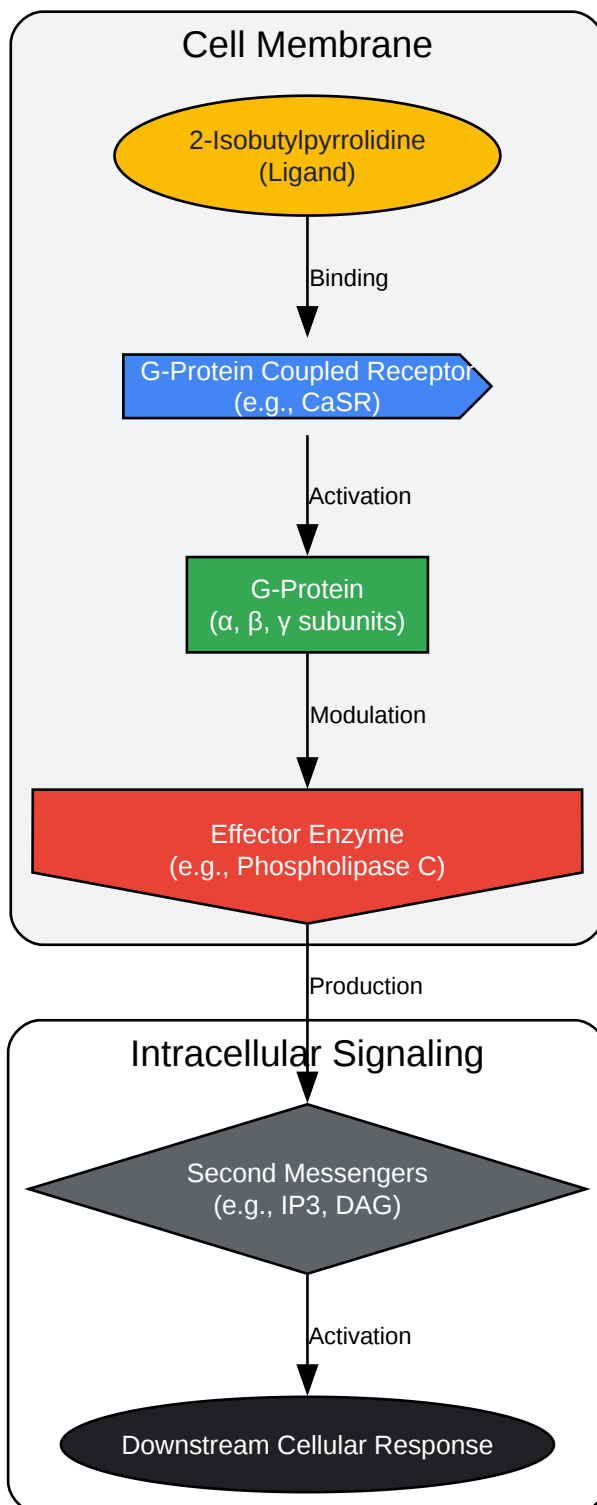 Cell Membrane
2-Isobutylpyrrolidine
(Ligand)
Binding
G-Protein Coupled Receptor
(e.g., CaSR)
Activation
G-Protein
(α, β, γ subunits)
Modulation
Effector Enzyme
(e.g., Phospholipase C)
Production
Intracellular Signaling
Second Messengers
(e.g., IP3, DAG)
Activation
Downstream Cellular Response